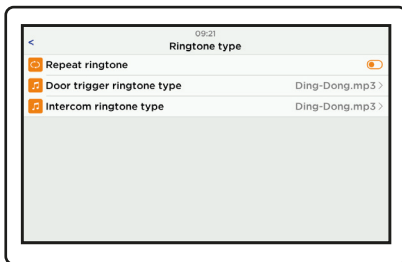 09:21
< Ringtone type
Repeat ringtone
Door trigger ringtone type Ding-Dong.mp3 >
Intercom ringtone type Ding-Dong.mp3 >